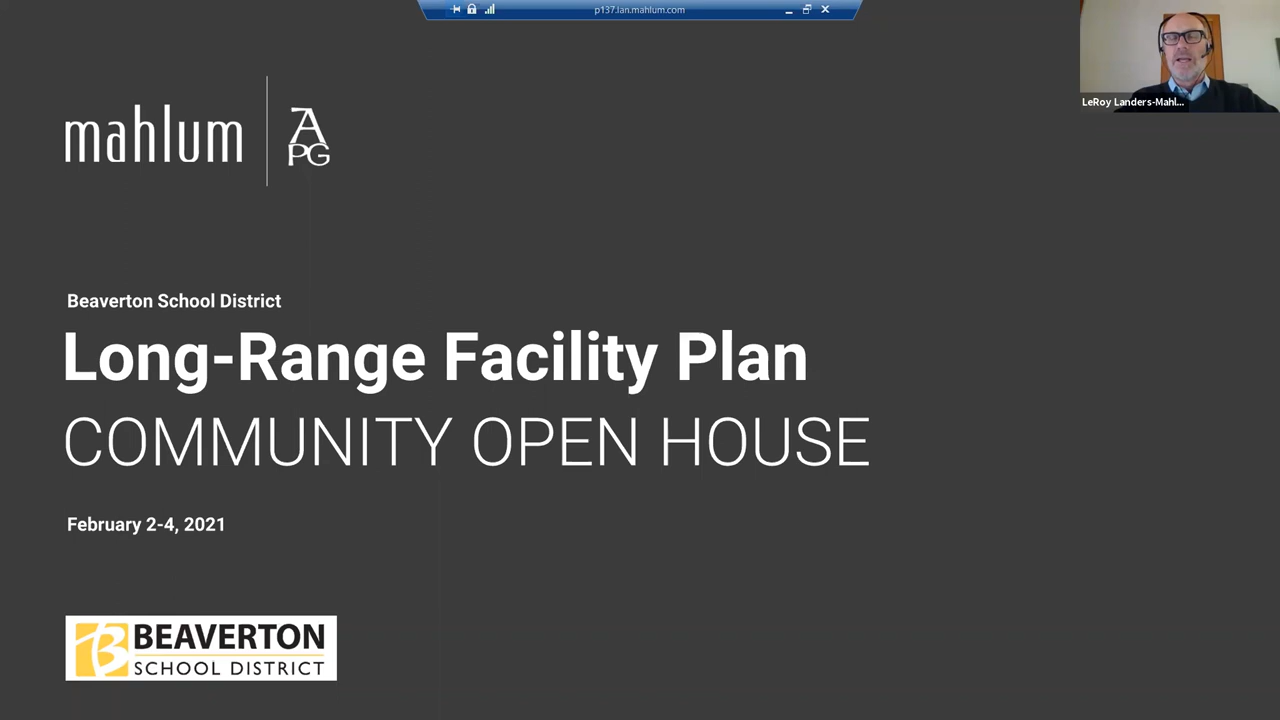 p137.lan.mahlum.com
LeRoy Landers-Mahl...
mahlum
APG
Beaverton School District
Long-Range Facility Plan
COMMUNITY OPEN HOUSE
February 2-4, 2021
B BEAVERTON
SCHOOL DISTRICT